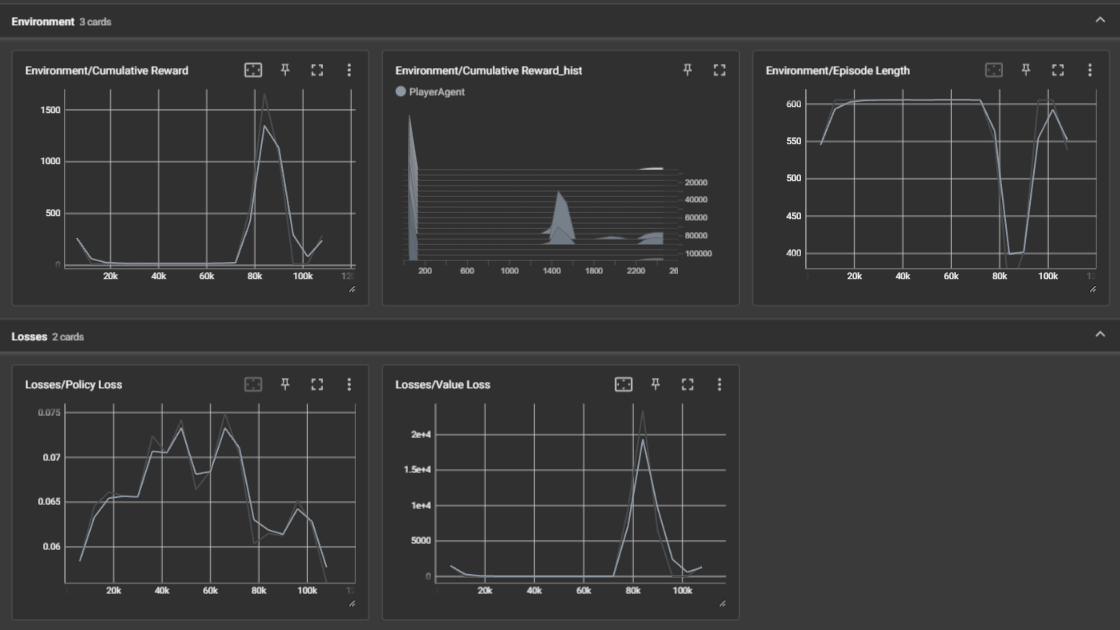 Environment 3 cards
Environment/Cumulative Reward
1500
1000
500
0
20k 40k 60k 80k 100k 12
Environment/Cumulative Reward_hist
PlayerAgent
20000
40000
60000
80000
100000
200 600 1000 1400 1800 2200 26
Environment/Episode Length
600
550
500
450
400
20k 40k 60k 80k 100k 1
Losses 2 cards
Losses/Policy Loss
0.075
0.07
0.065
0.06
20k 40k 60k 80k 100k 1
Losses/Value Loss
2e+4
1.5e+4
1e+4
5000
0
20k 40k 60k 80k 100k